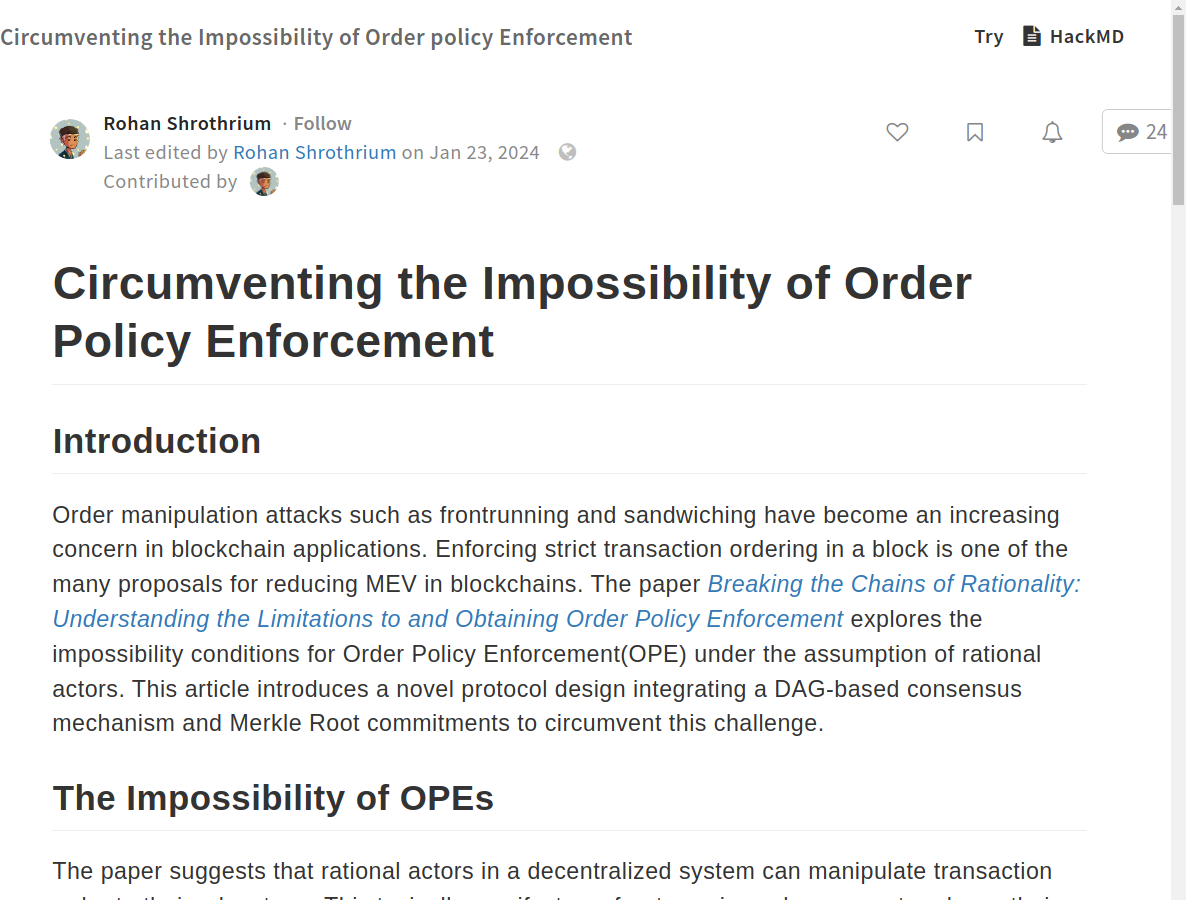 Circumventing the Impossibility of Order policy Enforcement
Try HackMD
Rohan Shrothrium · Follow
Last edited by Rohan Shrothrium on Jan 23, 2024
Contributed by
24
Circumventing the Impossibility of Order
Policy Enforcement
Introduction
Order manipulation attacks such as frontrunning and sandwiching have become an increasing
concern in blockchain applications. Enforcing strict transaction ordering in a block is one of the
many proposals for reducing MEV in blockchains. The paper Breaking the Chains of Rationality:
Understanding the Limitations to and Obtaining Order Policy Enforcement explores the
impossibility conditions for Order Policy Enforcement(OPE) under the assumption of rational
actors. This article introduces a novel protocol design integrating a DAG-based consensus
mechanism and Merkle Root commitments to circumvent this challenge.
The Impossibility of OPEs
The paper suggests that rational actors in a decentralized system can manipulate transaction